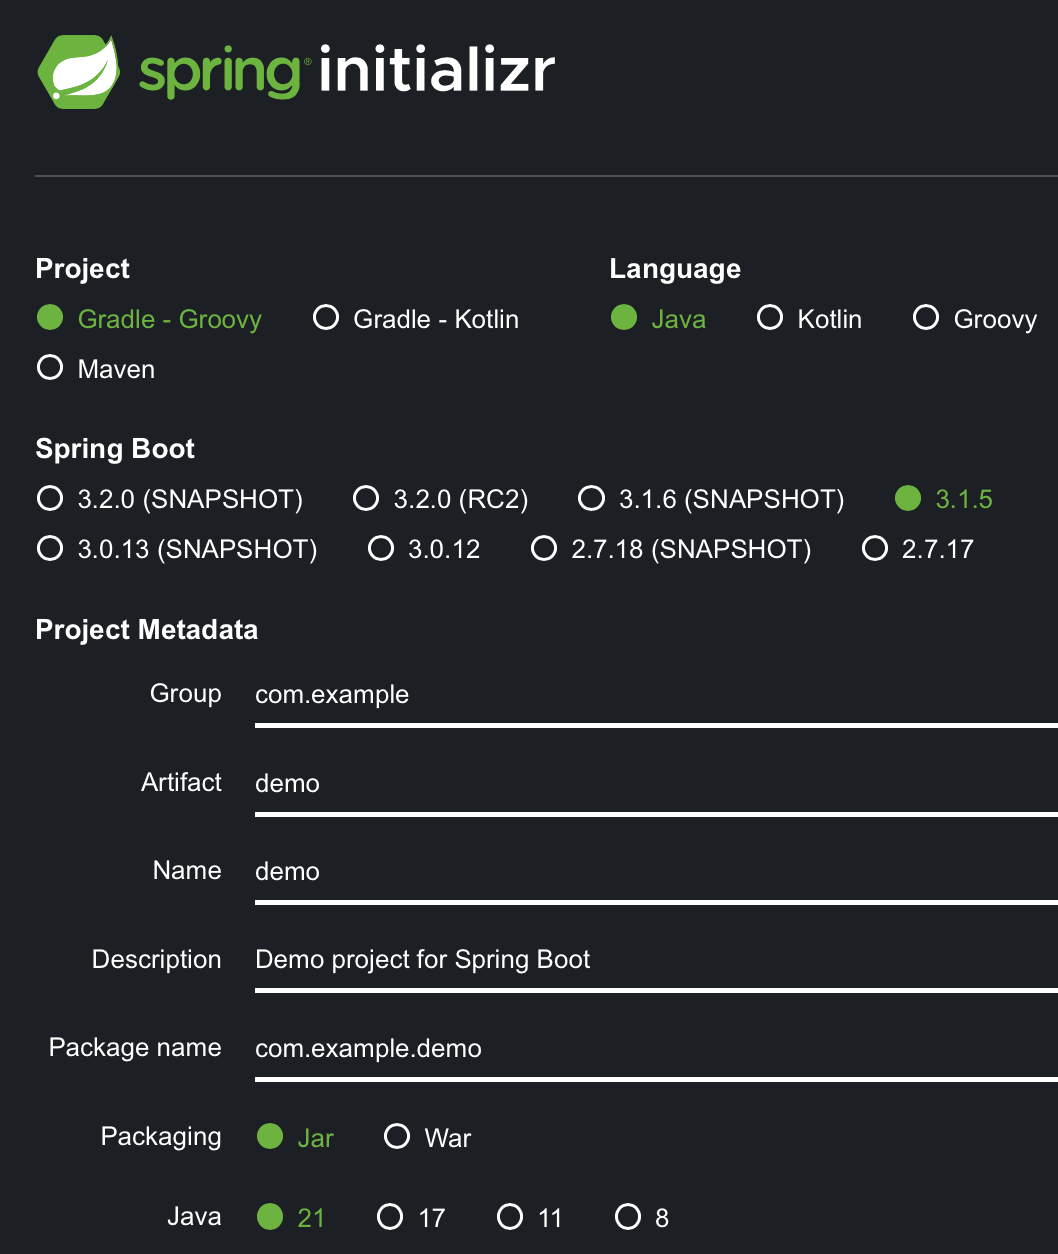 spring® initializr
Project
Gradle - Groovy Gradle - Kotlin
Maven
Language
Java Kotlin Groovy
Spring Boot
3.2.0 (SNAPSHOT) 3.2.0 (RC2) 3.1.6 (SNAPSHOT) 3.1.5
3.0.13 (SNAPSHOT) 3.0.12 2.7.18 (SNAPSHOT) 2.7.17
Project Metadata
Group com.example
Artifact demo
Name demo
Description Demo project for Spring Boot
Package name com.example.demo
Packaging Jar War
Java 21 17 11 8